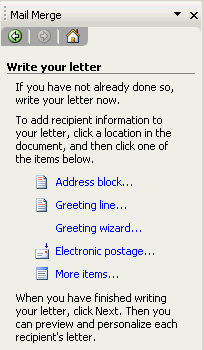 Mail Merge
Write your letter
If you have not already done so,
write your letter now.
To add recipient information to
your letter, click a location in the
document, and then click one of
the items below.
Address block...
Greeting line...
Greeting wizard...
Electronic postage...
More items...
When you have finished writing
your letter, click Next. Then you
can preview and personalize each
recipient's letter.